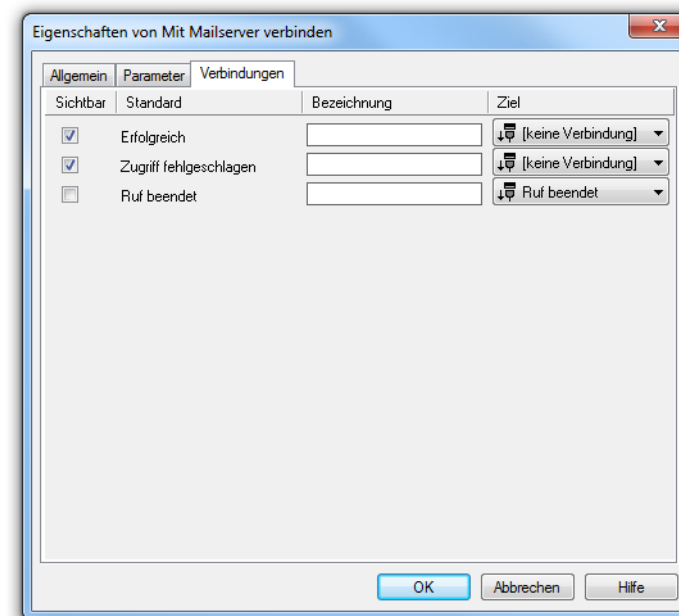 Eigenschaften von Mit Mailserver verbinden
Allgemein Parameter Verbindungen
Sichtbar Standard Bezeichnung Ziel
Erfolgreich [keine Verbindung]
Zugriff fehlgeschlagen [keine Verbindung]
Ruf beendet Ruf beendet
OK Abbrechen Hilfe